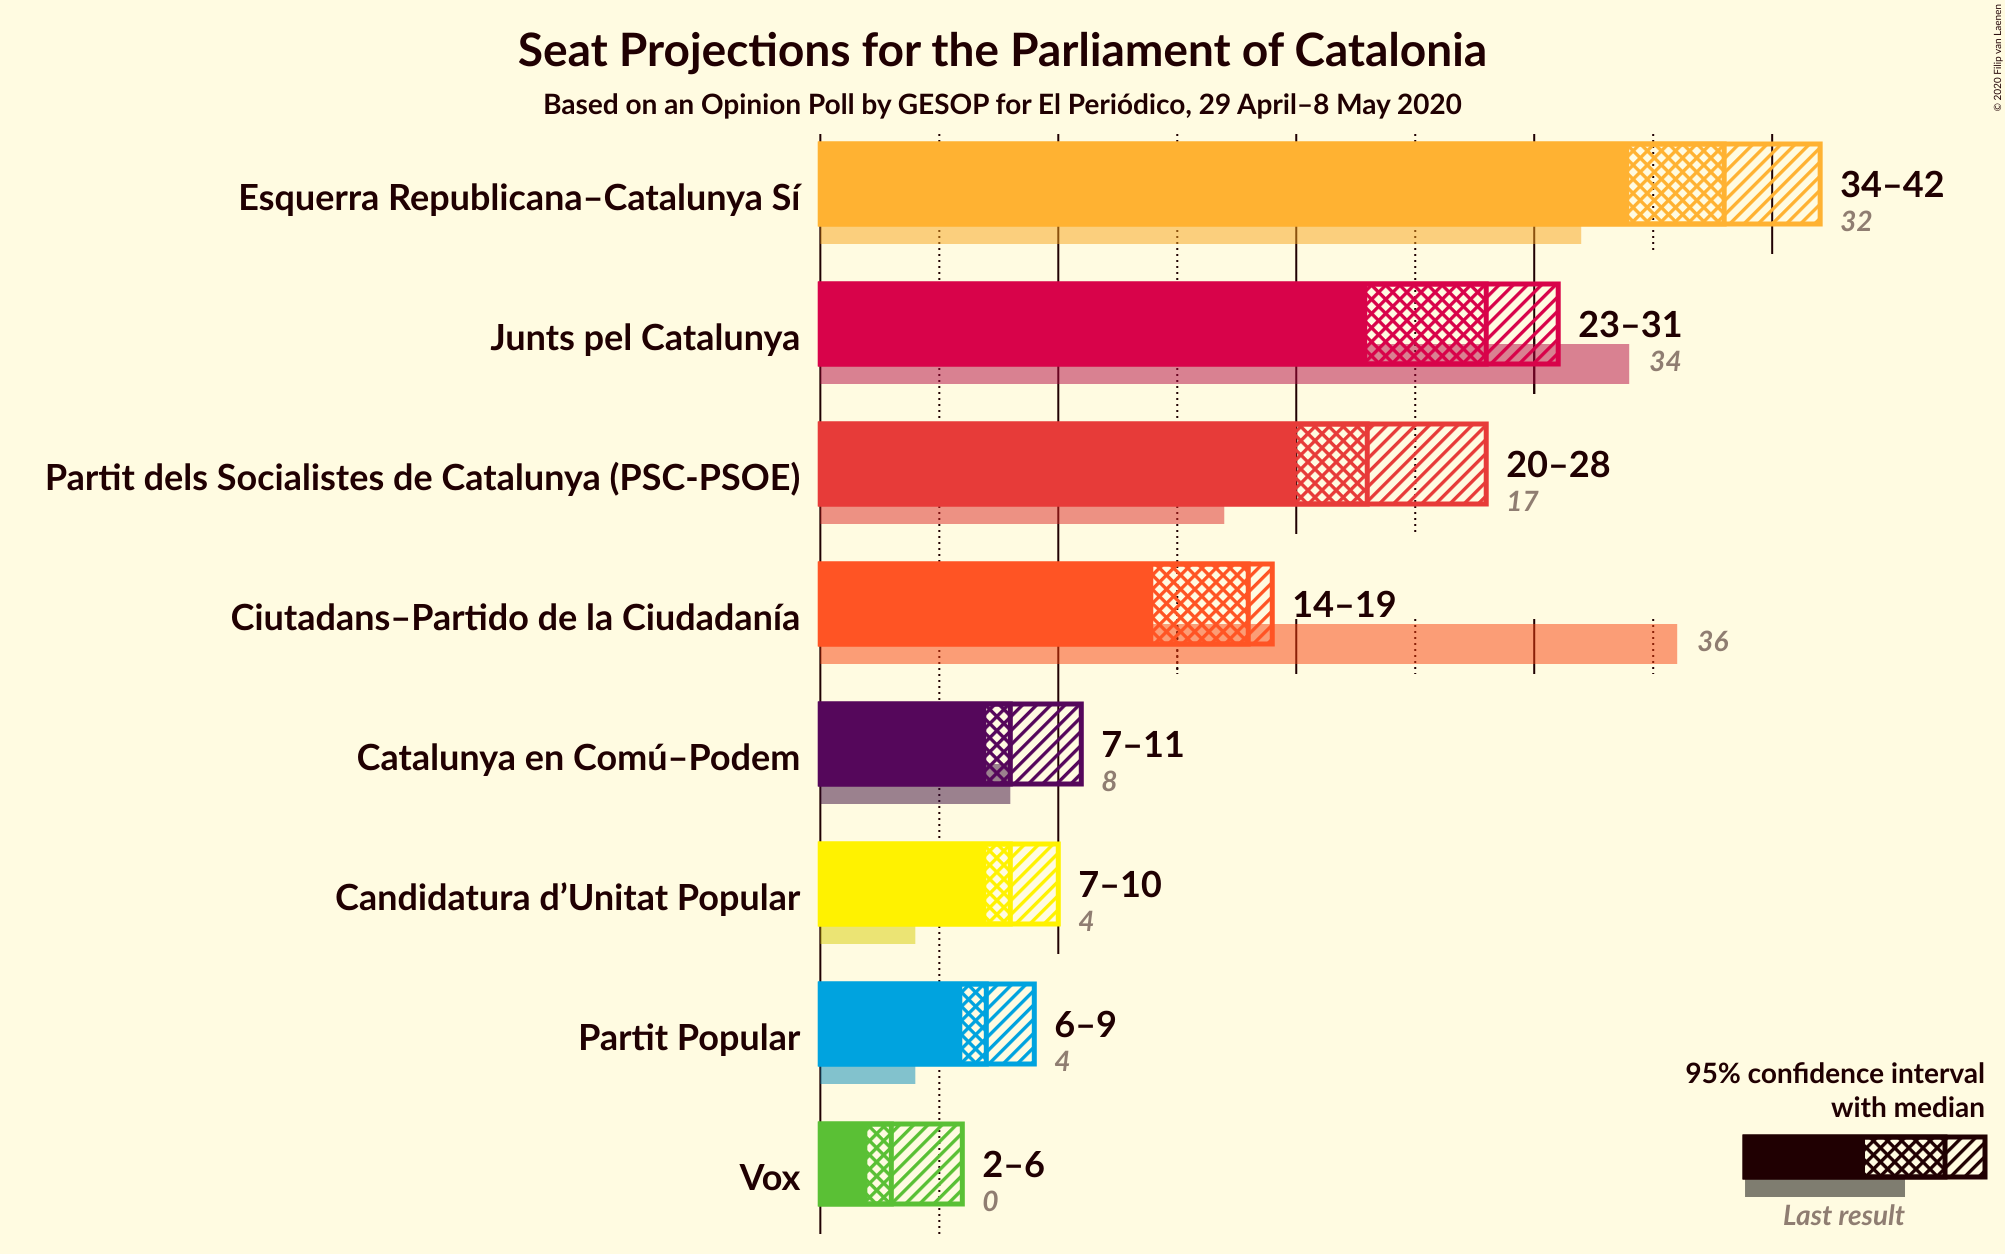 Seat Projections for the Parliament of Catalonia
Based on an Opinion Poll by GESOP for El Periódico, 29 April–8 May 2020
© 2020 Filip van Laenen
Esquerra Republicana–Catalunya Sí
34–42
32
Junts pel Catalunya
23–31
34
Partit dels Socialistes de Catalunya (PSC-PSOE)
20–28
17
Ciutadans–Partido de la Ciudadanía
14–19
36
Catalunya en Comú–Podem
7–11
8
Candidatura d’Unitat Popular
7–10
4
Partit Popular
6–9
4
Vox
2–6
0
95% confidence interval
with median
Last result